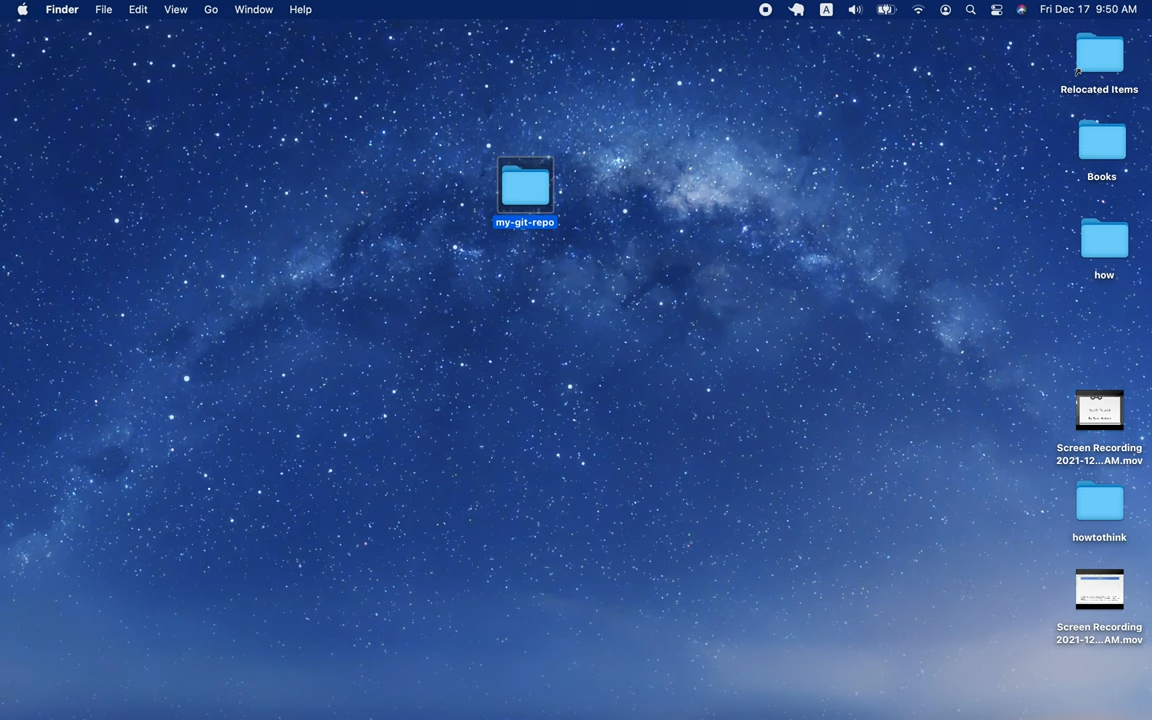 Finder File Edit View Go Window Help A Fri Dec 17 9:50 AM
Relocated Items
Books
my-git-repo
how
Screen Recording
2021-12...AM.mov
howtothink
Screen Recording
2021-12...AM.mov